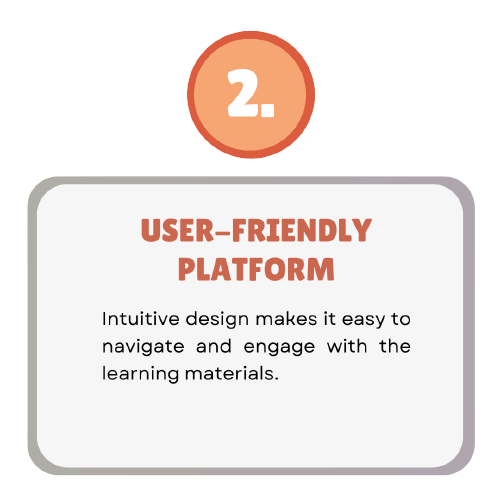 2.
USER-FRIENDLY
PLATFORM
Intuitive design makes it easy to
navigate and engage with the
learning materials.